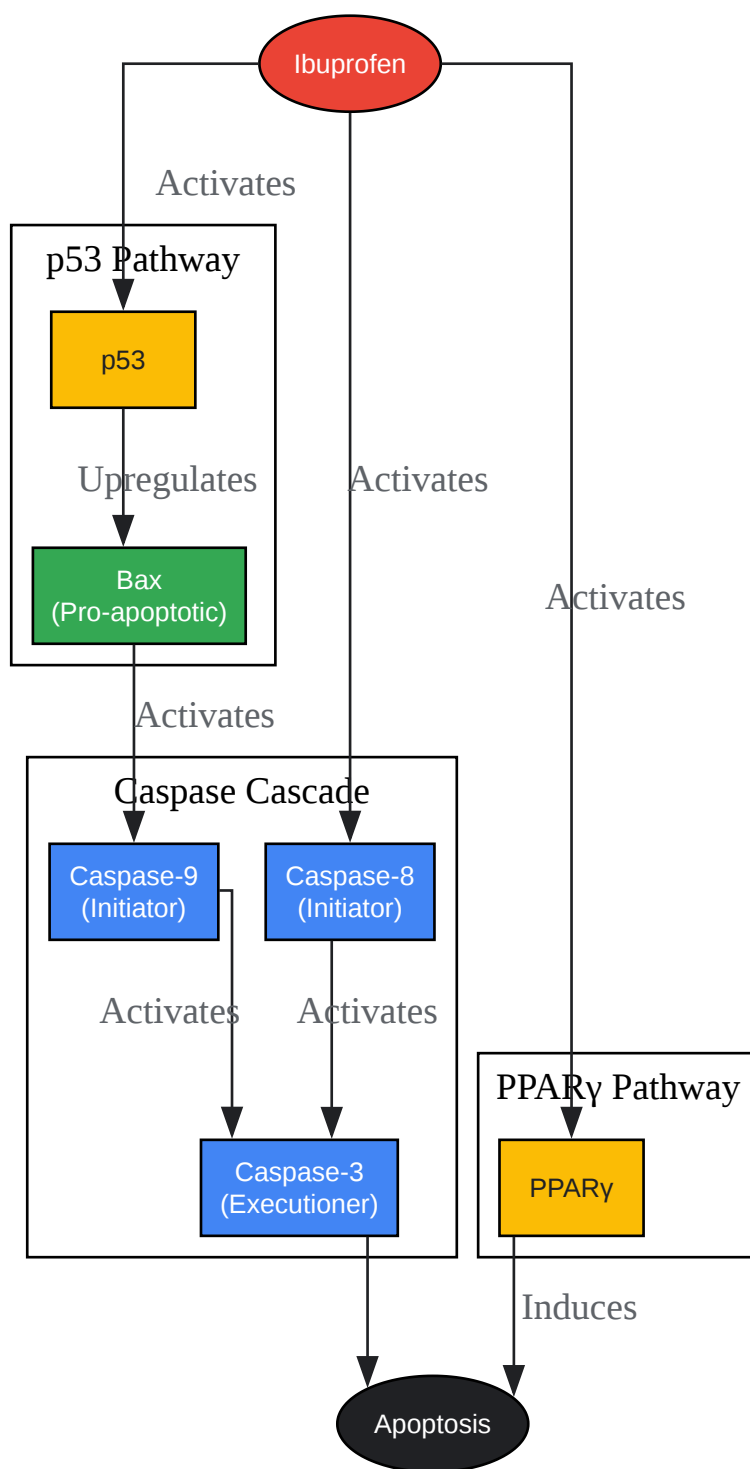 Ibuprofen
Activates
p53 Pathway
p53
Upregulates
Activates
Bax
(Pro-apoptotic)
Activates
Activates
Caspase Cascade
Caspase-9
(Initiator)
Caspase-8
(Initiator)
Activates
Activates
PPARγ Pathway
Caspase-3
(Executioner)
PPARγ
Induces
Apoptosis